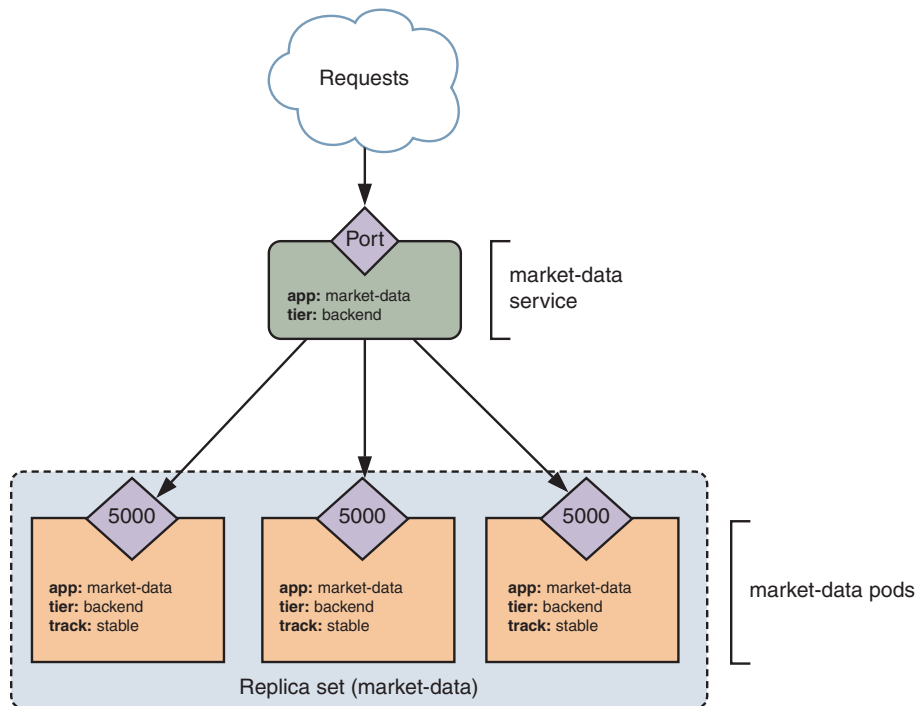 Requests
Port
app: market-data
tier: backend
market-data
service
5000
5000
5000
app: market-data
tier: backend
track: stable
app: market-data
tier: backend
track: stable
app: market-data
tier: backend
track: stable
market-data pods
Replica set (market-data)